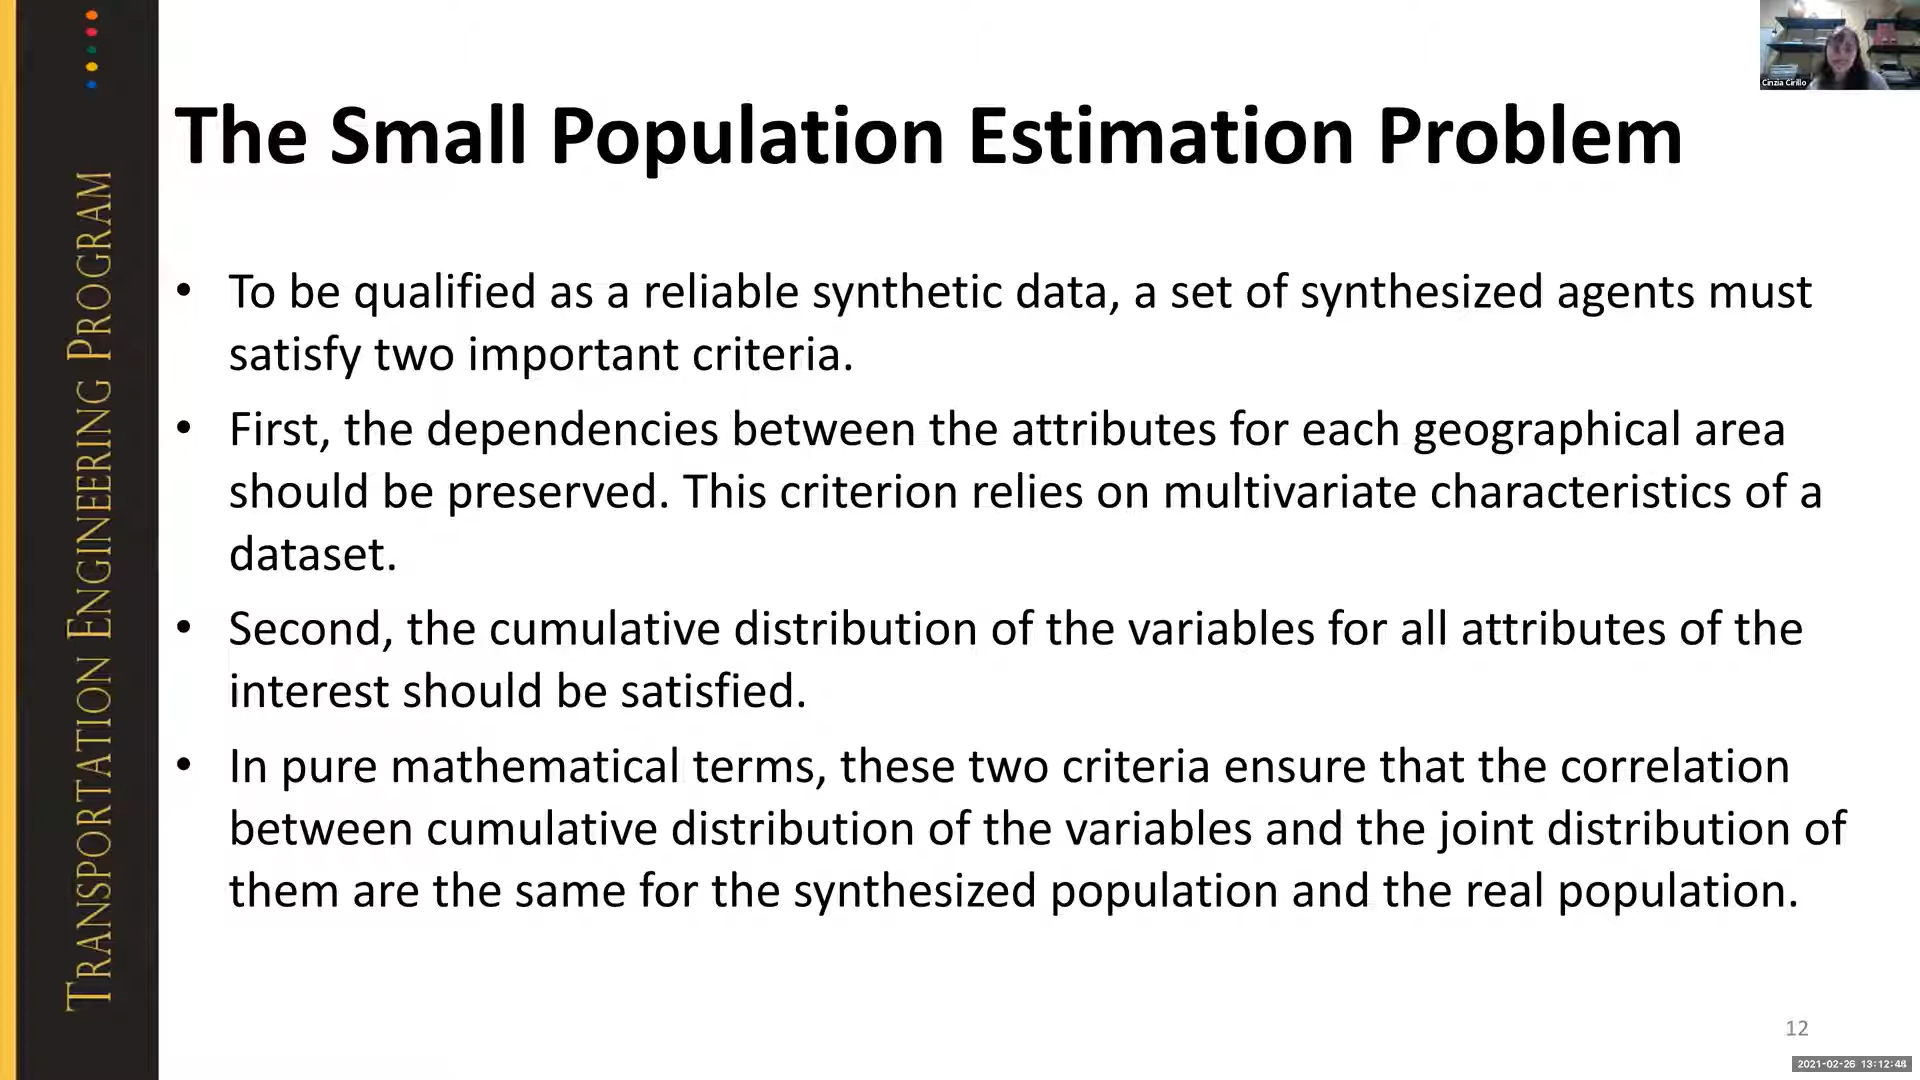 TRANSPORTATION ENGINEERING PROGRAM
Cinzia Cirillo
The Small Population Estimation Problem
• To be qualified as a reliable synthetic data, a set of synthesized agents must
satisfy two important criteria.
• First, the dependencies between the attributes for each geographical area
should be preserved. This criterion relies on multivariate characteristics of a
dataset.
• Second, the cumulative distribution of the variables for all attributes of the
interest should be satisfied.
• In pure mathematical terms, these two criteria ensure that the correlation
between cumulative distribution of the variables and the joint distribution of
them are the same for the synthesized population and the real population.
12
2021-02-26 13:12:46